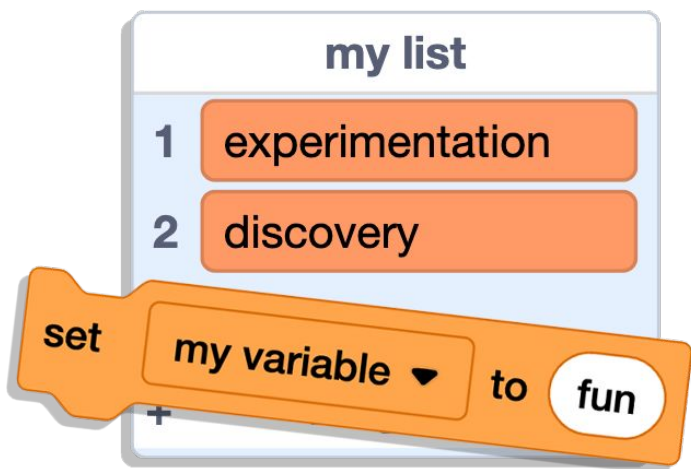 my list
1 experimentation
2 discovery
set my variable to fun
+